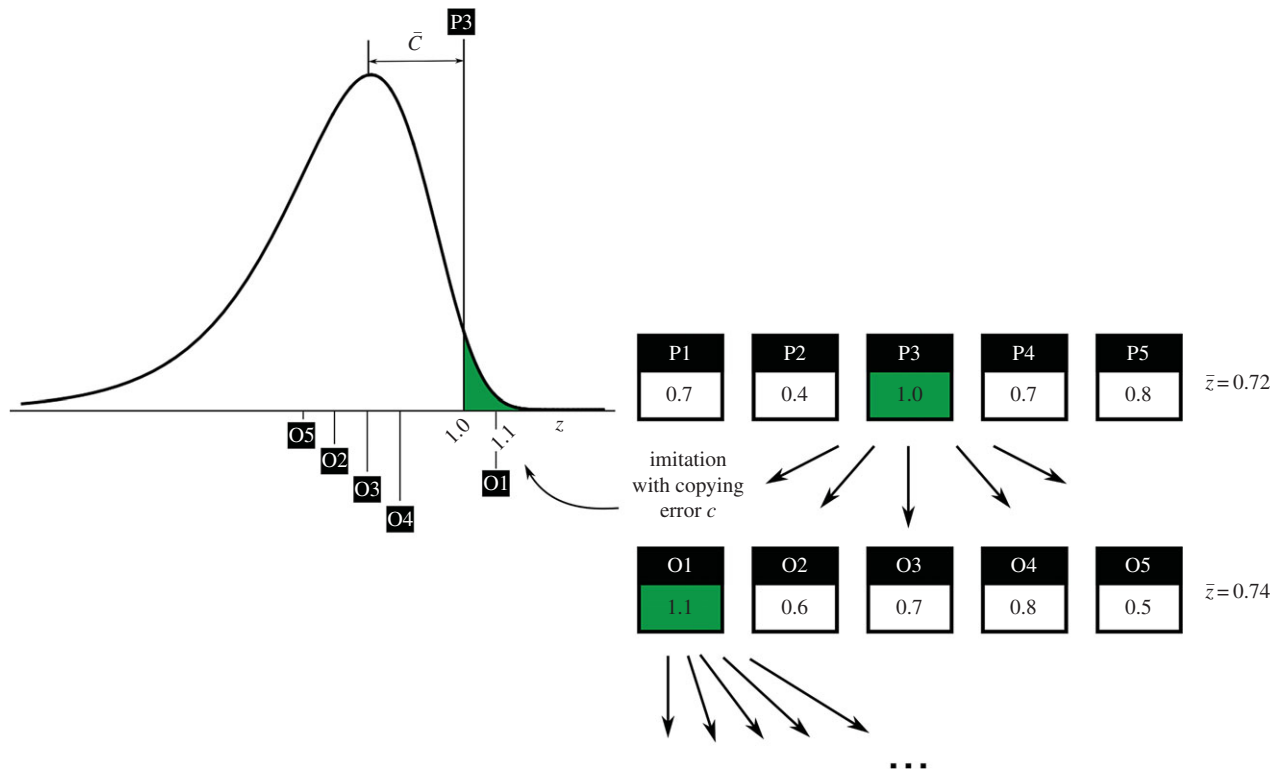 P3
C̄
O5
O2
O3
O4
1.0
1.1
z
O1
P1 P2 P3 P4 P5
0.7 0.4 1.0 0.7 0.8
z̄ = 0.72
imitation
with copying
error c
O1 O2 O3 O4 O5
1.1 0.6 0.7 0.8 0.5
z̄ = 0.74
...